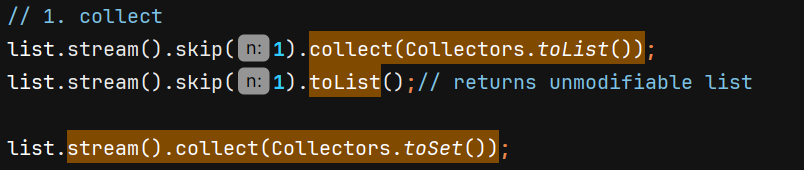 // 1. collect
list.stream().skip( n: 1).collect(Collectors.toList());
list.stream().skip( n: 1).toList();// returns unmodifiable list
list.stream().collect(Collectors.toSet());